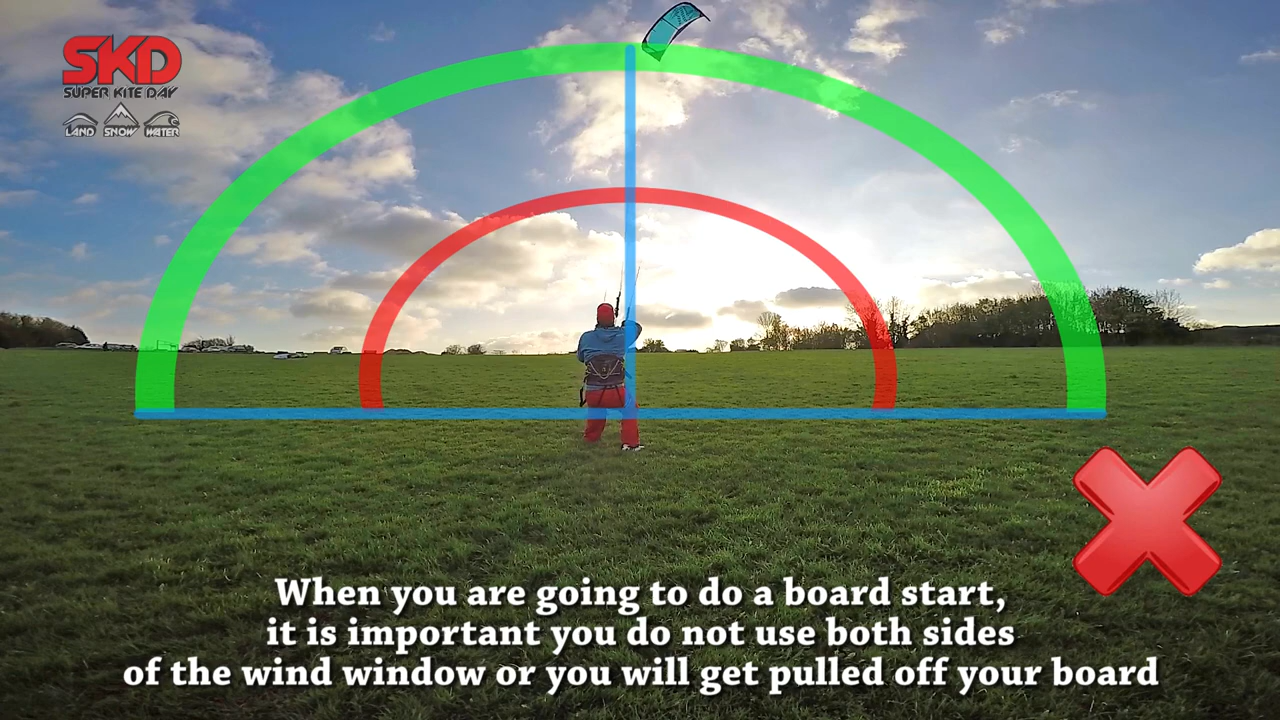 SKD
SUPER KITE DAY
LAND SNOW WATER
When you are going to do a board start,
it is important you do not use both sides
of the wind window or you will get pulled off your board